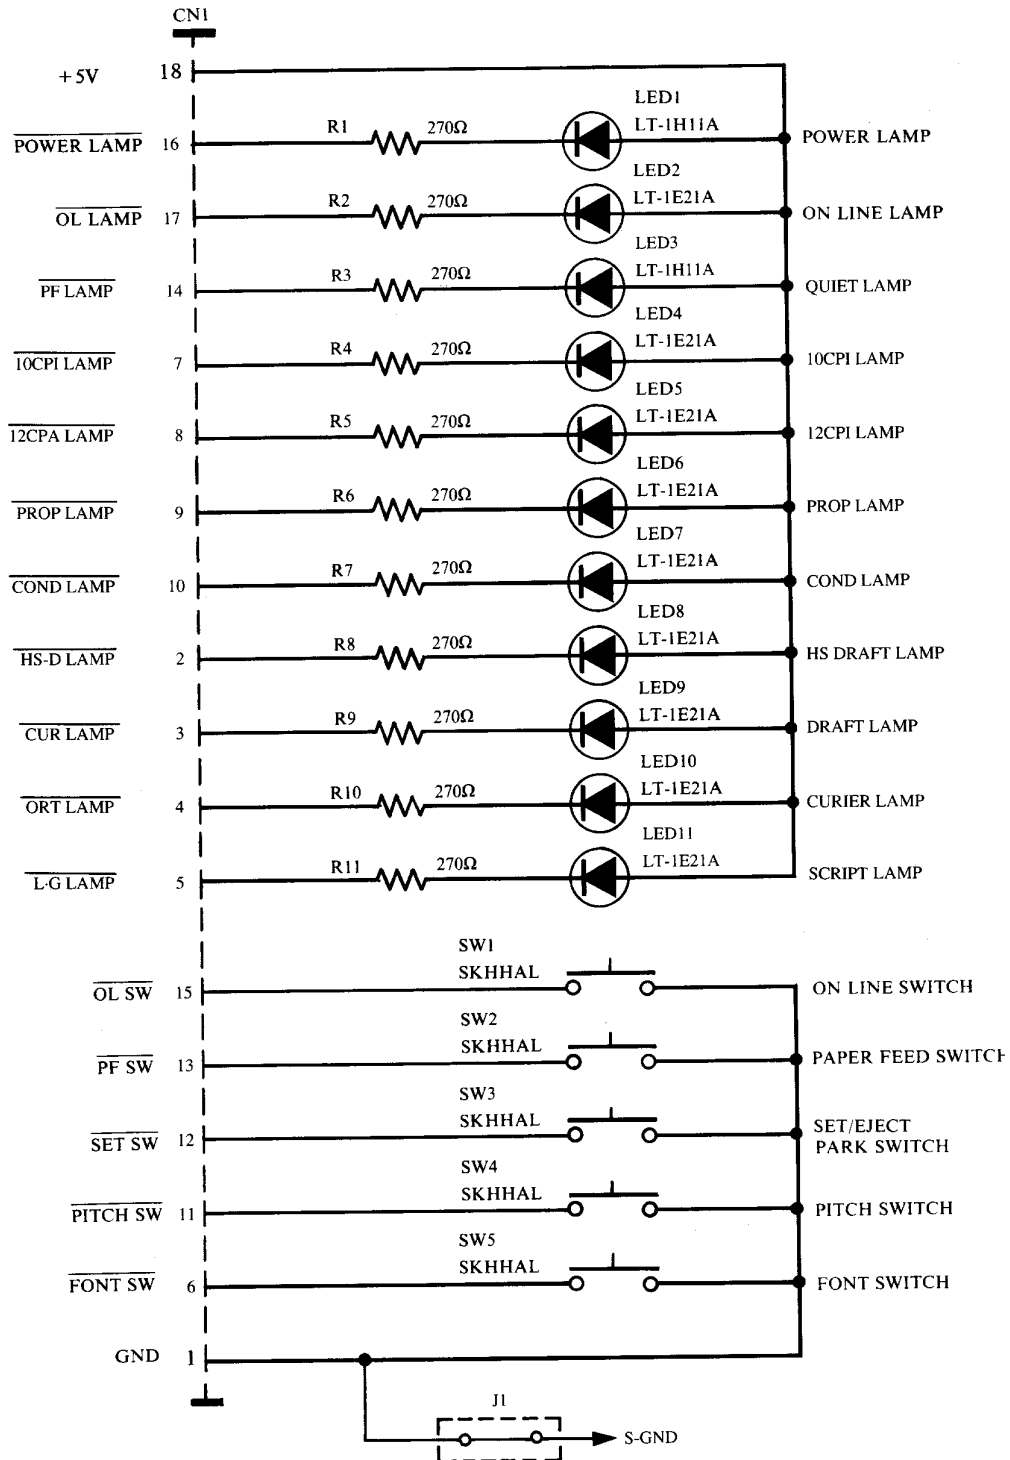 CN1
+5V 18
POWER LAMP 16 R1 270Ω LED1 LT-1H11A POWER LAMP
OL LAMP 17 R2 270Ω LED2 LT-1E21A ON LINE LAMP
PF LAMP 14 R3 270Ω LED3 LT-1H11A QUIET LAMP
10CPI LAMP 7 R4 270Ω LED4 LT-1E21A 10CPI LAMP
12CPA LAMP 8 R5 270Ω LED5 LT-1E21A 12CPI LAMP
PROP LAMP 9 R6 270Ω LED6 LT-1E21A PROP LAMP
COND LAMP 10 R7 270Ω LED7 LT-1E21A COND LAMP
HS-D LAMP 2 R8 270Ω LED8 LT-1E21A HS DRAFT LAMP
CUR LAMP 3 R9 270Ω LED9 LT-1E21A DRAFT LAMP
ORT LAMP 4 R10 270Ω LED10 LT-1E21A CURIER LAMP
L·G LAMP 5 R11 270Ω LED11 LT-1E21A SCRIPT LAMP
OL SW 15 SW1 SKHHAL ON LINE SWITCH
PF SW 13 SW2 SKHHAL PAPER FEED SWITCH
SET SW 12 SW3 SKHHAL SET/EJECT PARK SWITCH
PITCH SW 11 SW4 SKHHAL PITCH SWITCH
FONT SW 6 SW5 SKHHAL FONT SWITCH
GND 1
J1
S-GND